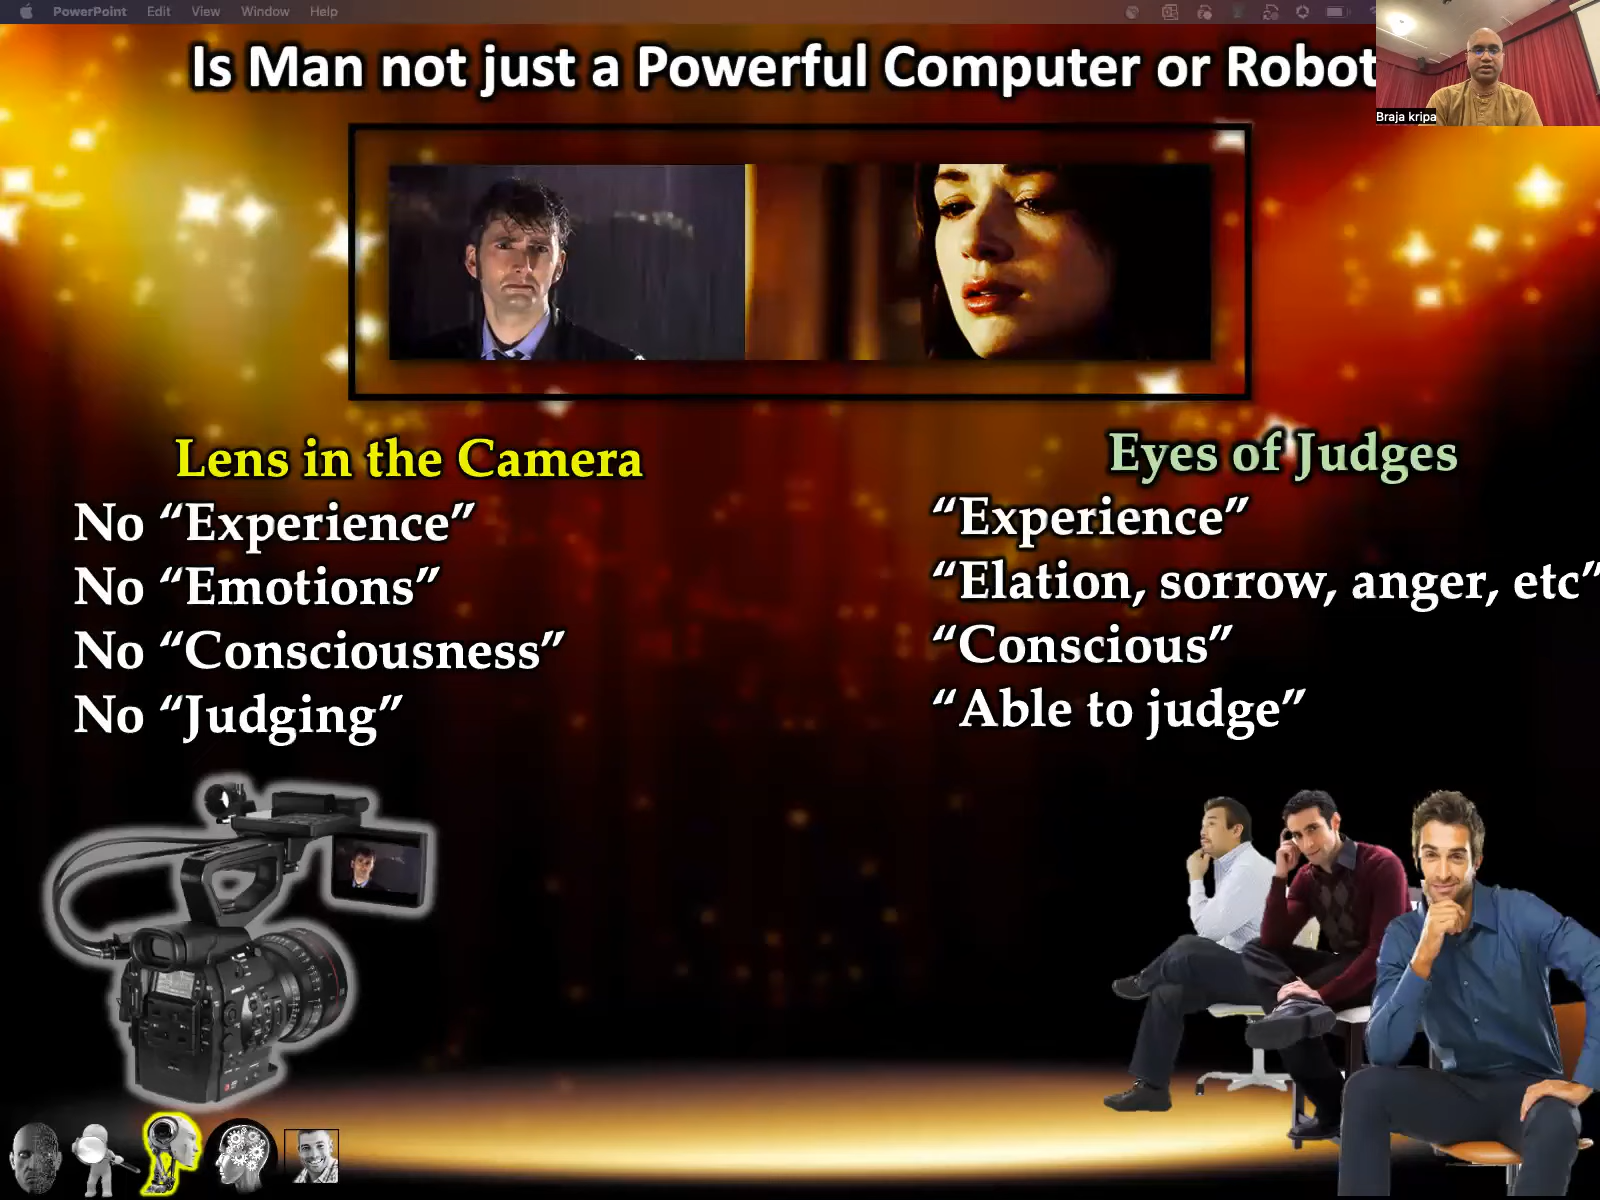 PowerPoint Edit View Window Help
Is Man not just a Powerful Computer or Robot
Braja kripa
Lens in the Camera
No “Experience”
No “Emotions”
No “Consciousness”
No “Judging”
Eyes of Judges
“Experience”
“Elation, sorrow, anger, etc”
“Conscious”
“Able to judge”